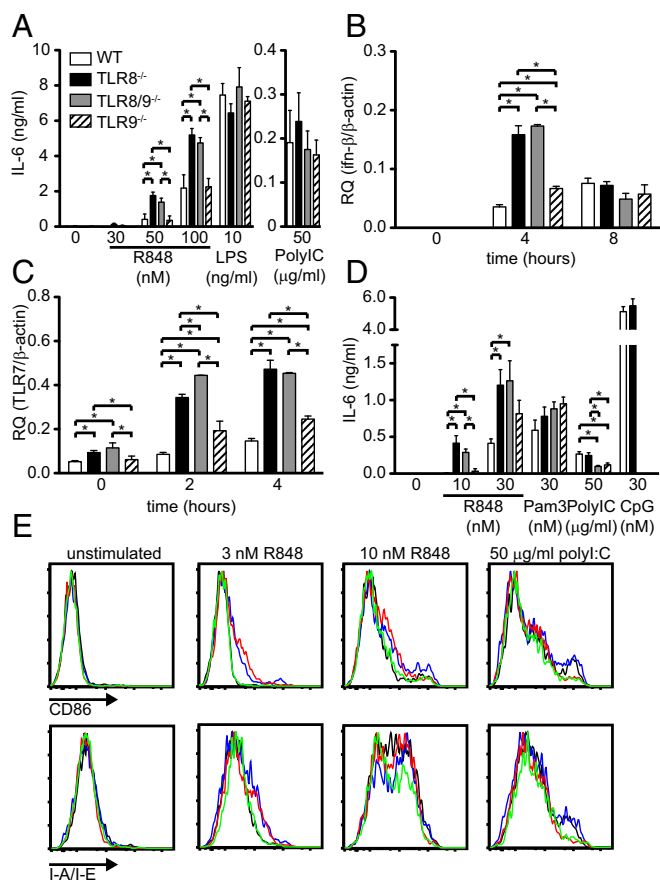 A
IL-6 (ng/ml)
10
8
6
4
2
0
WT
TLR8-/-
TLR8/9-/-
TLR9-/-
* * * *
* * * *
0 30 50 100 10
R848 (nM)
LPS (ng/ml)
0.4
0.3
0.2
0.1
0
50
PolyIC (µg/ml)
B
RQ (ifn-β/β-actin)
0.3
0.2
0.1
0.0
* * * * *
0 4 8
time (hours)
C
RQ (TLR7/β-actin)
0.8
0.6
0.4
0.2
0.0
* * * *
* * * * *
* * * *
0 2 4
time (hours)
D
IL-6 (ng/ml)
6.0
4.0
1.5
1.0
0.5
0.0
* * * *
* *
* * * *
0 10 30 30 50 30
R848 (nM)
Pam3 (nM)
PolyIC (µg/ml)
CpG (nM)
E
unstimulated
3 nM R848
10 nM R848
50 µg/ml polyI:C
CD86
I-A/I-E